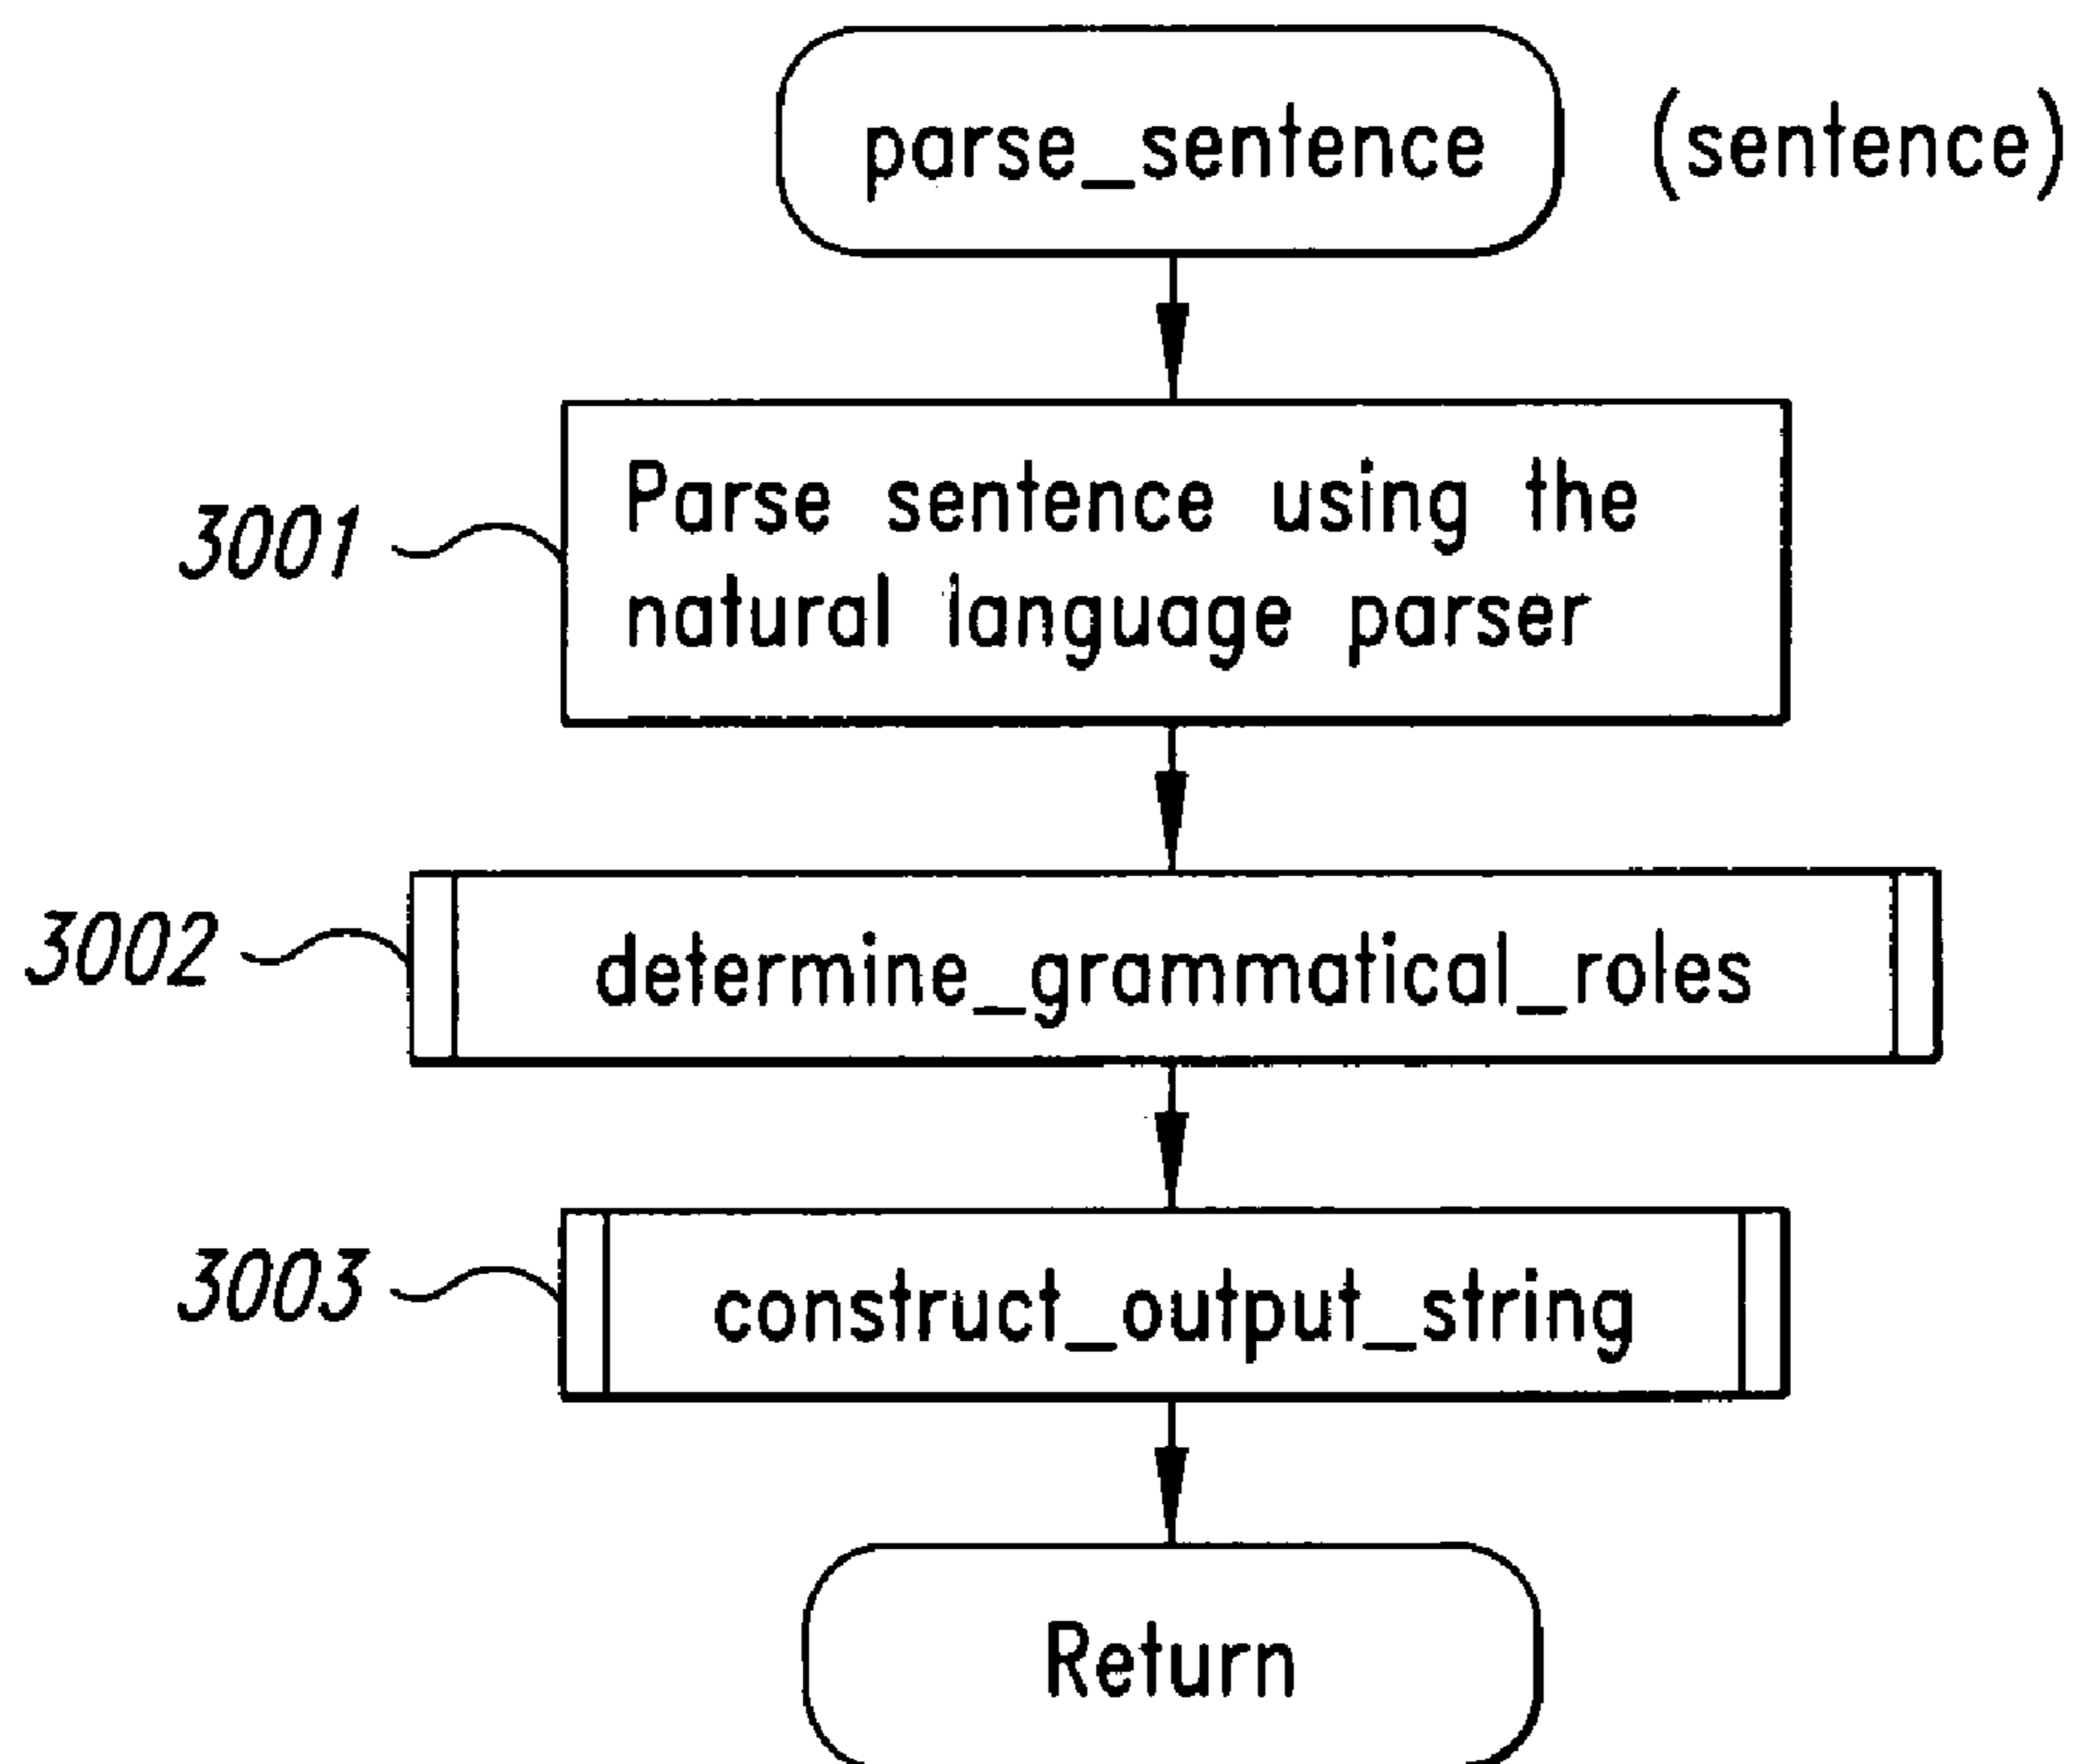 parse_sentence (sentence)
3001
Parse sentence using the
natural language parser
3002
determine_grammatical_roles
3003
construct_output_string
Return